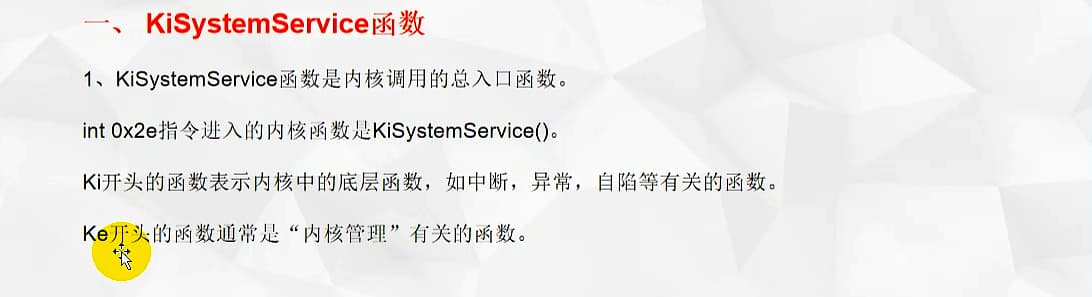 一、 KiSystemService函数
1、KiSystemService函数是内核调用的总入口函数。
int 0x2e指令进入的内核函数是KiSystemService()。
Ki开头的函数表示内核中的底层函数，如中断，异常，自陷等有关的函数。
Ke开头的函数通常是“内核管理”有关的函数。